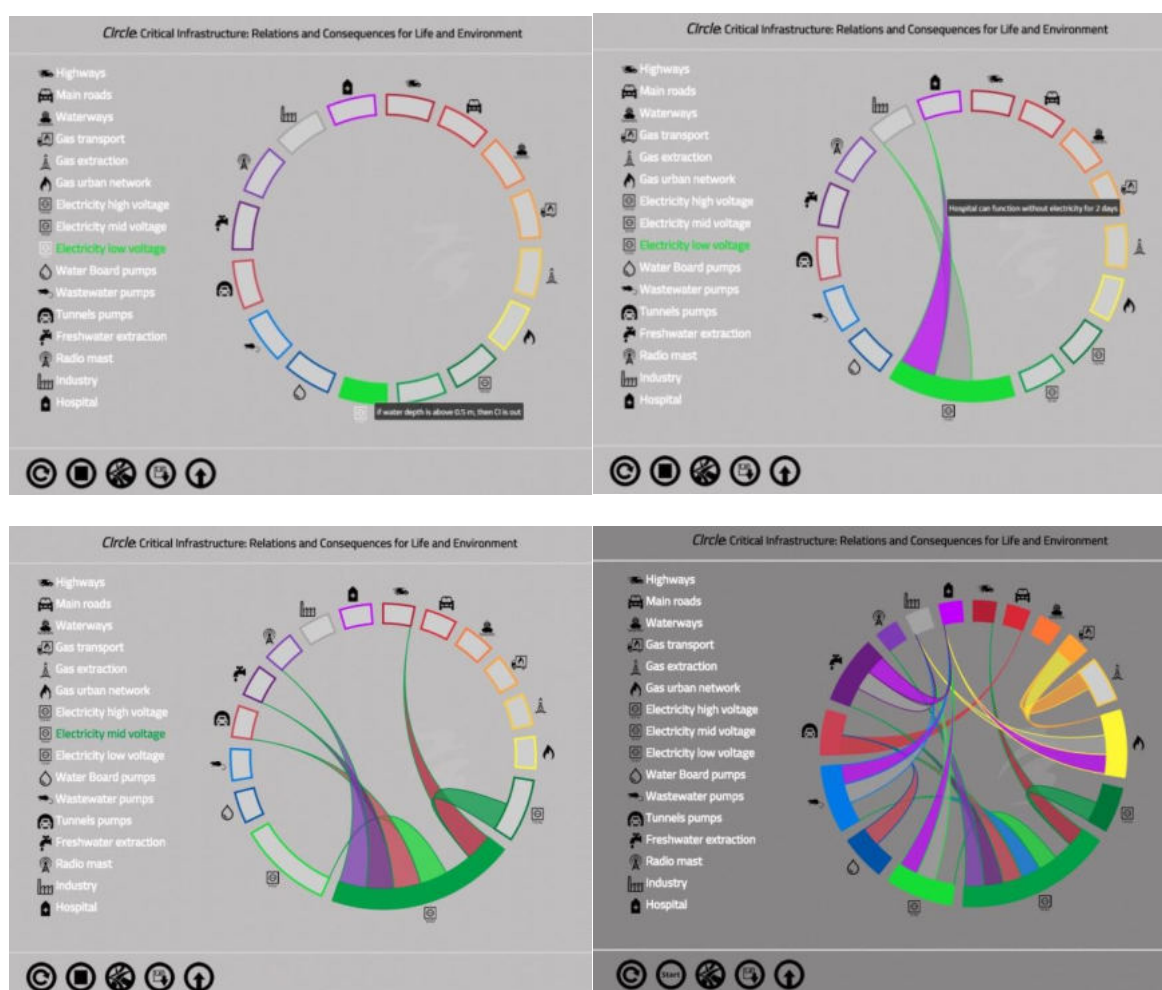 CIrcle: Critical Infrastructure: Relations and Consequences for Life and Environment
Highways
Main roads
Waterways
Gas transport
Gas extraction
Gas urban network
Electricity high voltage
Electricity mid voltage
Electricity low voltage
Water Board pumps
Wastewater pumps
Tunnels pumps
Freshwater extraction
Radio mast
Industry
Hospital
if water depth is above 0.5 m, then CI is out
CIrcle: Critical Infrastructure: Relations and Consequences for Life and Environment
Highways
Main roads
Waterways
Gas transport
Gas extraction
Gas urban network
Electricity high voltage
Electricity mid voltage
Electricity low voltage
Water Board pumps
Wastewater pumps
Tunnels pumps
Freshwater extraction
Radio mast
Industry
Hospital
Hospital can function without electricity for 2 days
CIrcle: Critical Infrastructure: Relations and Consequences for Life and Environment
Highways
Main roads
Waterways
Gas transport
Gas extraction
Gas urban network
Electricity high voltage
Electricity mid voltage
Electricity low voltage
Water Board pumps
Wastewater pumps
Tunnels pumps
Freshwater extraction
Radio mast
Industry
Hospital
CIrcle: Critical Infrastructure: Relations and Consequences for Life and Environment
Highways
Main roads
Waterways
Gas transport
Gas extraction
Gas urban network
Electricity high voltage
Electricity mid voltage
Electricity low voltage
Water Board pumps
Wastewater pumps
Tunnels pumps
Freshwater extraction
Radio mast
Industry
Hospital
Start